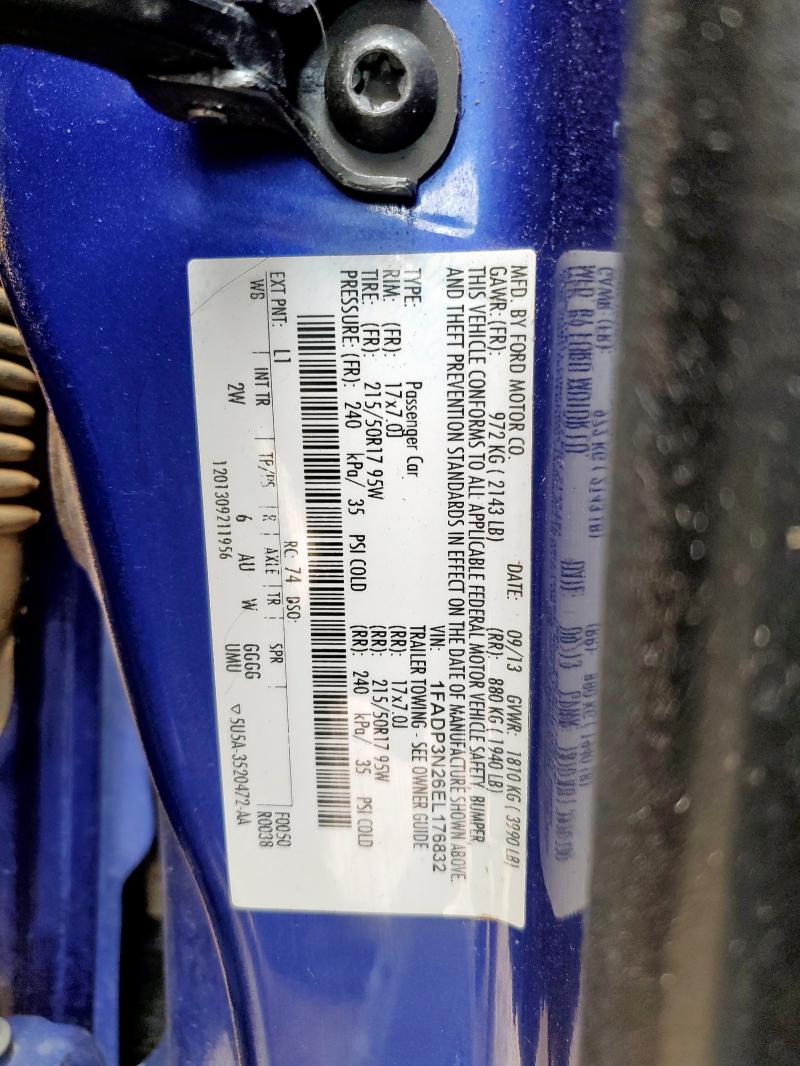 MFD. BY FORD MOTOR CO.
DATE: 09/13 GVWR: 1810 KG ( 3990 LB)
GAWR: (FR): 972 KG ( 2143 LB) (RR): 880 KG ( 1940 LB)
THIS VEHICLE CONFORMS TO ALL APPLICABLE FEDERAL MOTOR VEHICLE SAFETY, BUMPER,
AND THEFT PREVENTION STANDARDS IN EFFECT ON THE DATE OF MANUFACTURE SHOWN ABOVE.
VIN: 1FADP3N26EL176832
TYPE: Passenger Car TRAILER TOWING - SEE OWNER GUIDE
RIM: (FR): 17x7.0J (RR): 17x7.0J
TIRE: (FR): 215/50R17 95W (RR): 215/50R17 95W
PRESSURE: (FR): 240 kPa/ 35 PSI COLD (RR): 240 kPa/ 35 PSI COLD
EXT PNT: L1 RC: 74 DSO: F0050
WB INT TR TP/PS R AXLE TR SPR R0038
2W 6 AU W GGGG
UMU
1201309211956 ▽5U5A-3520472-AA